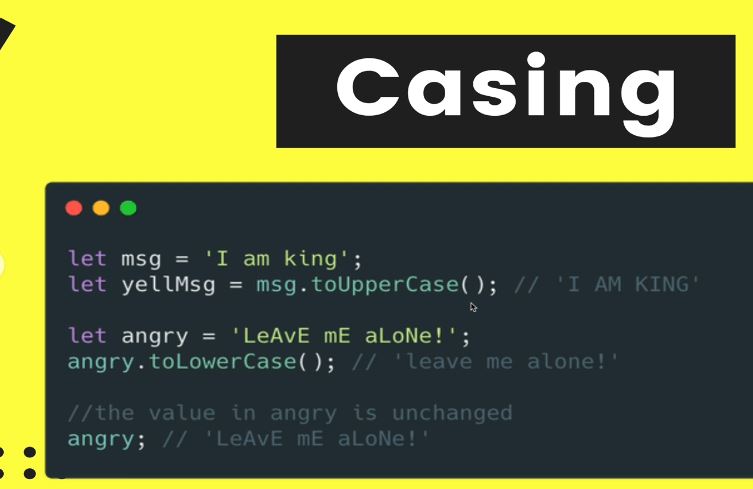 Casing
let msg = 'I am king';
let yellMsg = msg.toUpperCase(); // 'I AM KING'
let angry = 'LeAvE mE aLoNe!';
angry.toLowerCase(); // 'leave me alone!'
//the value in angry is unchanged
angry; // 'LeAvE mE aLoNe!'